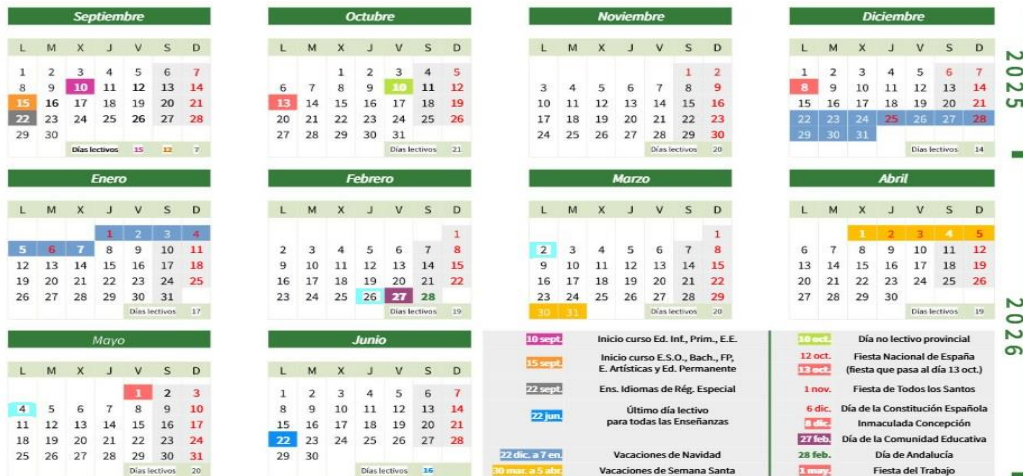 Septiembre
L M X J V S D
1 2 3 4 5 6 7
8 9 10 11 12 13 14
15 16 17 18 19 20 21
22 23 24 25 26 27 28
29 30
Días lectivos 15 12 7
Octubre
L M X J V S D
1 2 3 4 5
6 7 8 9 10 11 12
13 14 15 16 17 18 19
20 21 22 23 24 25 26
27 28 29 30 31
Días lectivos 21
Noviembre
L M X J V S D
1 2
3 4 5 6 7 8 9
10 11 12 13 14 15 16
17 18 19 20 21 22 23
24 25 26 27 28 29 30
Días lectivos 20
Diciembre
L M X J V S D
1 2 3 4 5 6 7
8 9 10 11 12 13 14
15 16 17 18 19 20 21
22 23 24 25 26 27 28
29 30 31
Días lectivos 14
2025
Enero
L M X J V S D
1 2 3 4
5 6 7 8 9 10 11
12 13 14 15 16 17 18
19 20 21 22 23 24 25
26 27 28 29 30 31
Días lectivos 17
Febrero
L M X J V S D
1
2 3 4 5 6 7 8
9 10 11 12 13 14 15
16 17 18 19 20 21 22
23 24 25 26 27 28
Días lectivos 19
Marzo
L M X J V S D
1
2 3 4 5 6 7 8
9 10 11 12 13 14 15
16 17 18 19 20 21 22
23 24 25 26 27 28 29
30 31
Días lectivos 20
Abril
L M X J V S D
1 2 3 4 5
6 7 8 9 10 11 12
13 14 15 16 17 18 19
20 21 22 23 24 25 26
27 28 29 30
Días lectivos 19
2026
Mayo
L M X J V S D
1 2 3
4 5 6 7 8 9 10
11 12 13 14 15 16 17
18 19 20 21 22 23 24
25 26 27 28 29 30 31
Días lectivos 20
Junio
L M X J V S D
1 2 3 4 5 6 7
8 9 10 11 12 13 14
15 16 17 18 19 20 21
22 23 24 25 26 27 28
29 30
Días lectivos 16
10 sept. Inicio curso Ed. Inf., Prim., E.E.
15 sept. Inicio curso E.S.O., Bach., FP,
E. Artísticas y Ed. Permanente
22 sept. Ens. Idiomas de Rég. Especial
22 jun. Último día lectivo
para todas las Enseñanzas
22 dic. a 7 en. Vacaciones de Navidad
30 mar. a 5 abr. Vacaciones de Semana Santa
10 oct. Día no lectivo provincial
12 oct. Fiesta Nacional de España
13 oct. (fiesta que pasa al día 13 oct.)
1 nov. Fiesta de Todos los Santos
6 dic. Día de la Constitución Española
8 dic. Inmaculada Concepción
27 feb. Día de la Comunidad Educativa
28 feb. Día de Andalucía
1 may. Fiesta del Trabajo